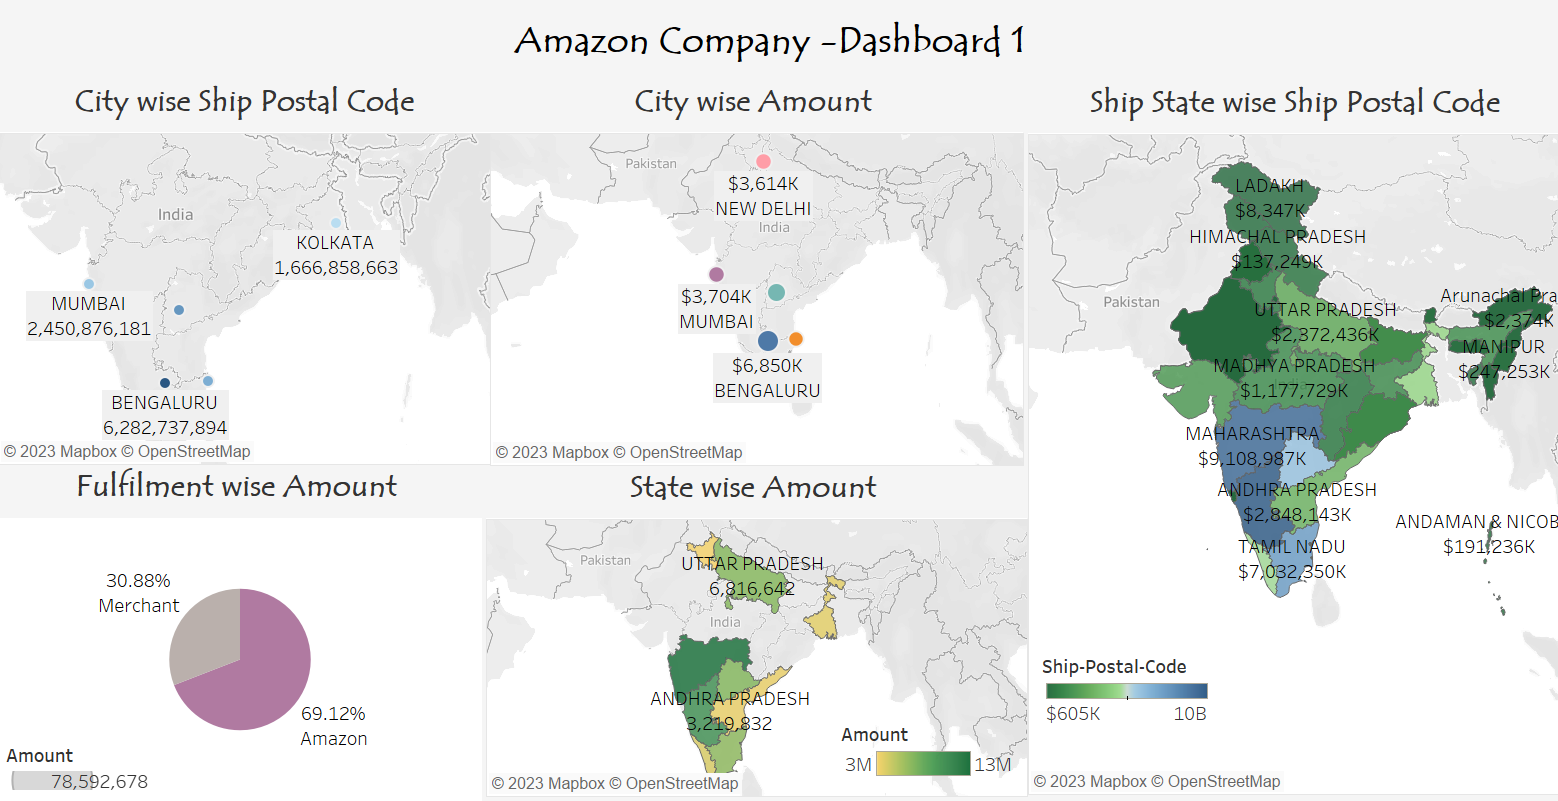 Amazon Company -Dashboard 1
City wise Ship Postal Code
India
KOLKATA
1,666,858,663
MUMBAI
2,450,876,181
BENGALURU
6,282,737,894
© 2023 Mapbox © OpenStreetMap
City wise Amount
Pakistan
$3,614K
NEW DELHI
India
$3,704K
MUMBAI
$6,850K
BENGALURU
© 2023 Mapbox © OpenStreetMap
Ship State wise Ship Postal Code
LADAKH
$8,347K
HIMACHAL PRADESH
$137,249K
Pakistan
Arunachal Pra
$2,374K
UTTAR PRADESH
$2,372,436K
MANIPUR
$247,253K
MADHYA PRADESH
$1,177,729K
MAHARASHTRA
$9,108,987K
ANDHRA PRADESH
$2,848,143K
ANDAMAN & NICOB
$191,236K
TAMIL NADU
$7,032,350K
Ship-Postal-Code
$605K 10B
© 2023 Mapbox © OpenStreetMap
Fulfilment wise Amount
30.88%
Merchant
69.12%
Amazon
Amount
78,592,678
State wise Amount
Pakistan
UTTAR PRADESH
6,816,642
India
ANDHRA PRADESH
3,219,832
Amount
3M 13M
© 2023 Mapbox © OpenStreetMap